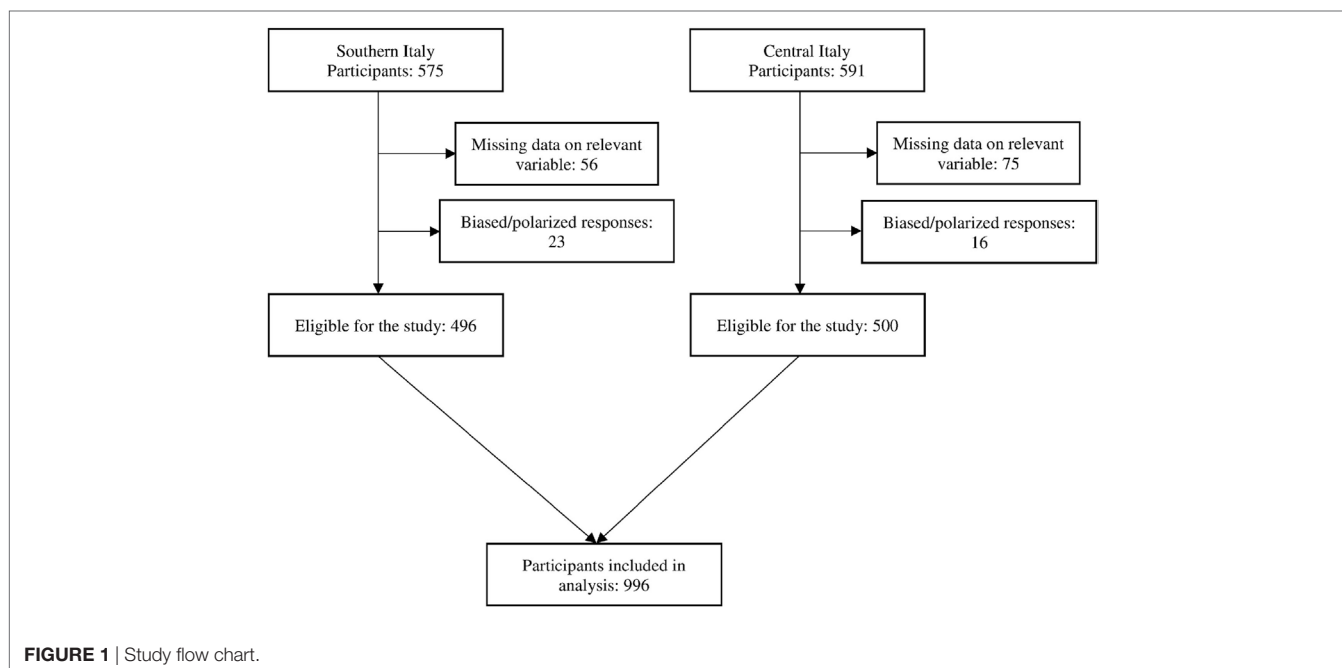 Southern Italy
Participants: 575
Central Italy
Participants: 591
Missing data on relevant
variable: 56
Missing data on relevant
variable: 75
Biased/polarized responses:
23
Biased/polarized responses:
16
Eligible for the study: 496
Eligible for the study: 500
Participants included in
analysis: 996
FIGURE 1 | Study flow chart.